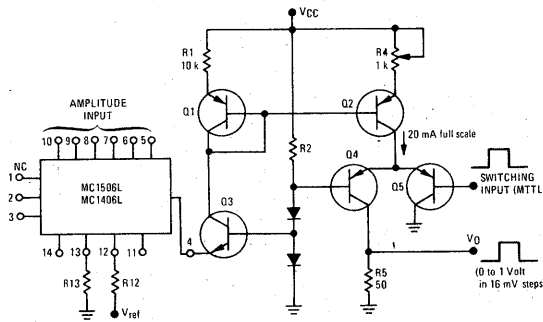 VCC
R1
10 k
R4
1 k
Q1
Q2
AMPLITUDE
INPUT
10 9 8 7 6 5
20 mA full scale
R2
NC
1
2
3
MC1506L
MC1406L
Q4
Q5
SWITCHING
INPUT (MTTL
Q3
4
14 13 12 11
VO
R13
R12
R5
50
(0 to 1 Volt
in 16 mV steps
Vref